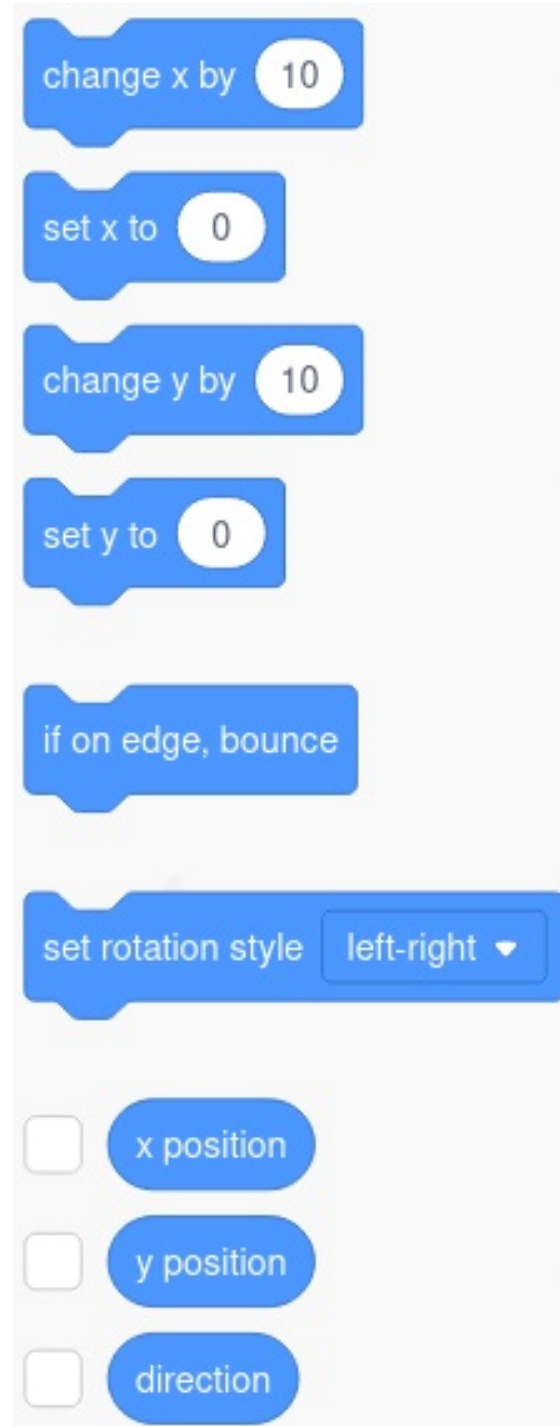 change x by 10
set x to 0
change y by 10
set y to 0
if on edge, bounce
set rotation style left-right
x position
y position
direction